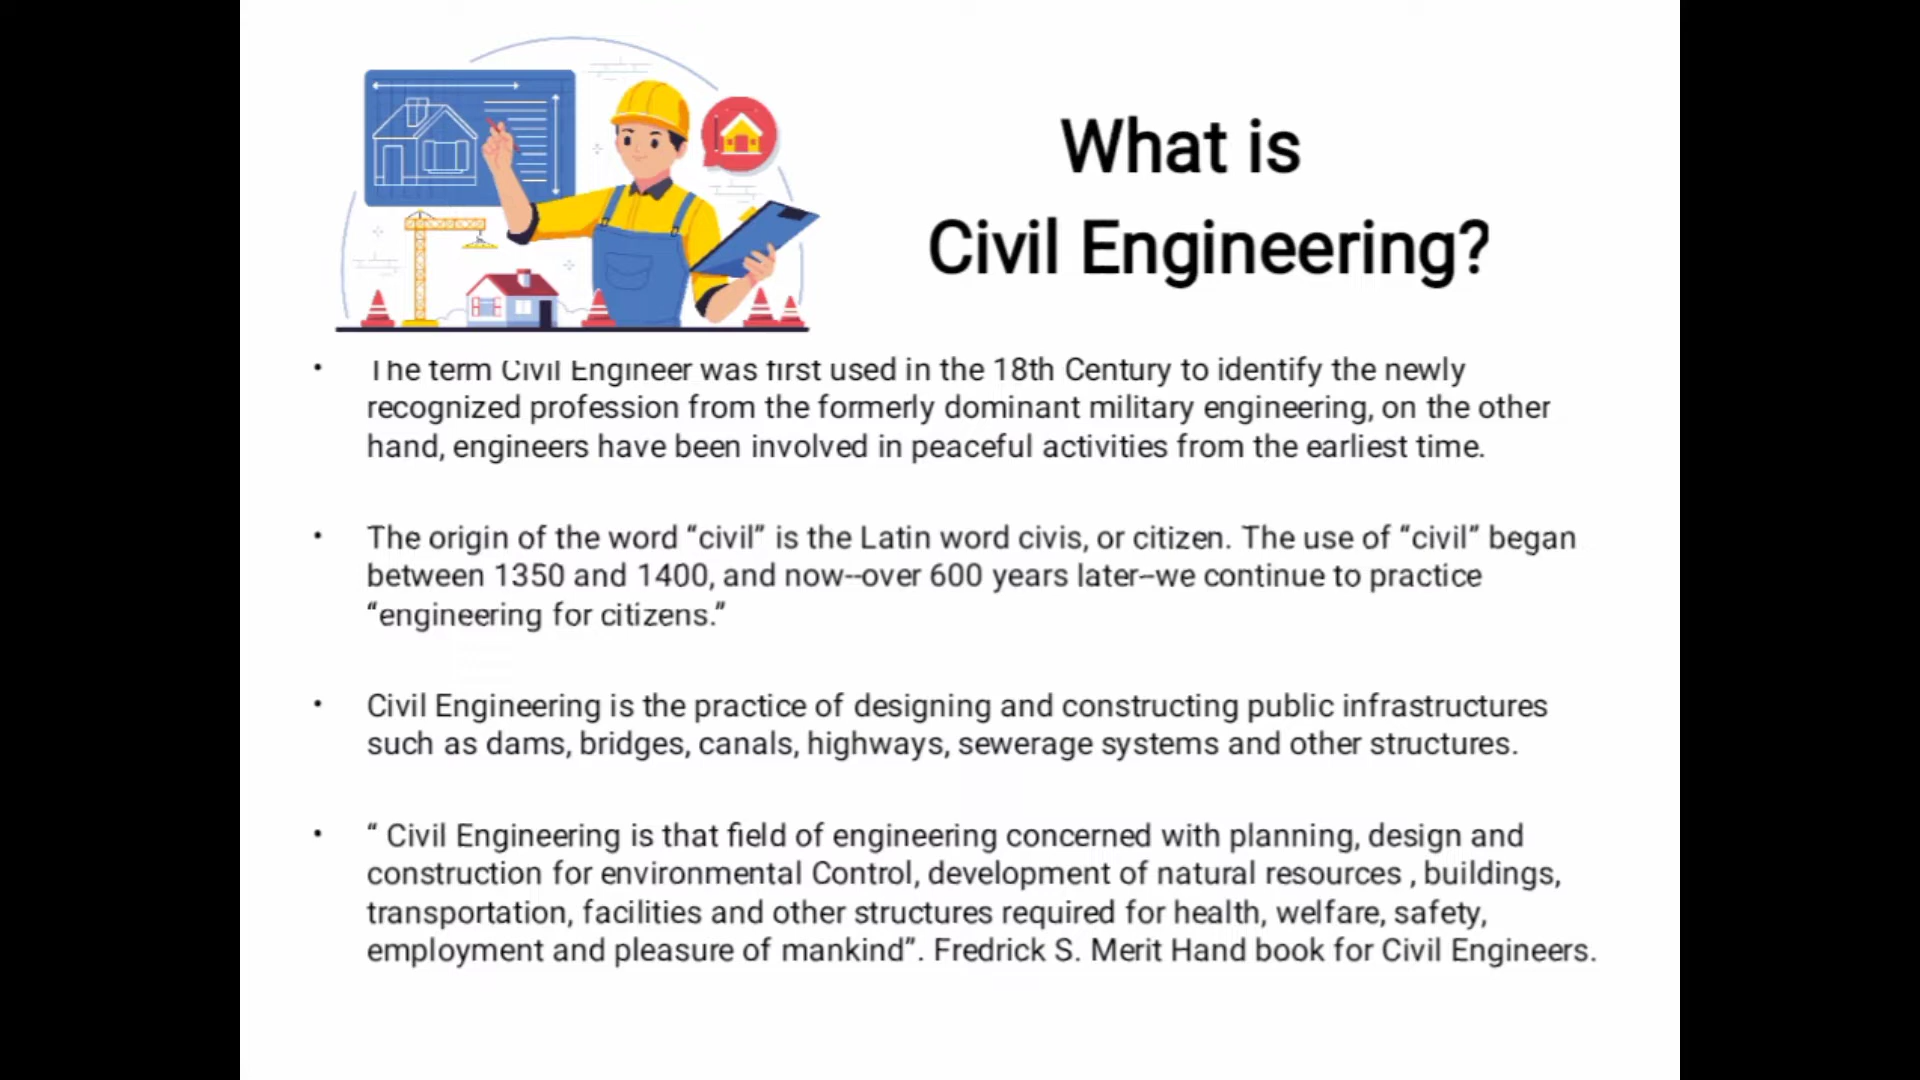 What is
Civil Engineering?
• The term Civil Engineer was first used in the 18th Century to identify the newly
recognized profession from the formerly dominant military engineering, on the other
hand, engineers have been involved in peaceful activities from the earliest time.
• The origin of the word “civil” is the Latin word civis, or citizen. The use of “civil” began
between 1350 and 1400, and now--over 600 years later–we continue to practice
“engineering for citizens.”
• Civil Engineering is the practice of designing and constructing public infrastructures
such as dams, bridges, canals, highways, sewerage systems and other structures.
• “ Civil Engineering is that field of engineering concerned with planning, design and
construction for environmental Control, development of natural resources , buildings,
transportation, facilities and other structures required for health, welfare, safety,
employment and pleasure of mankind”. Fredrick S. Merit Hand book for Civil Engineers.